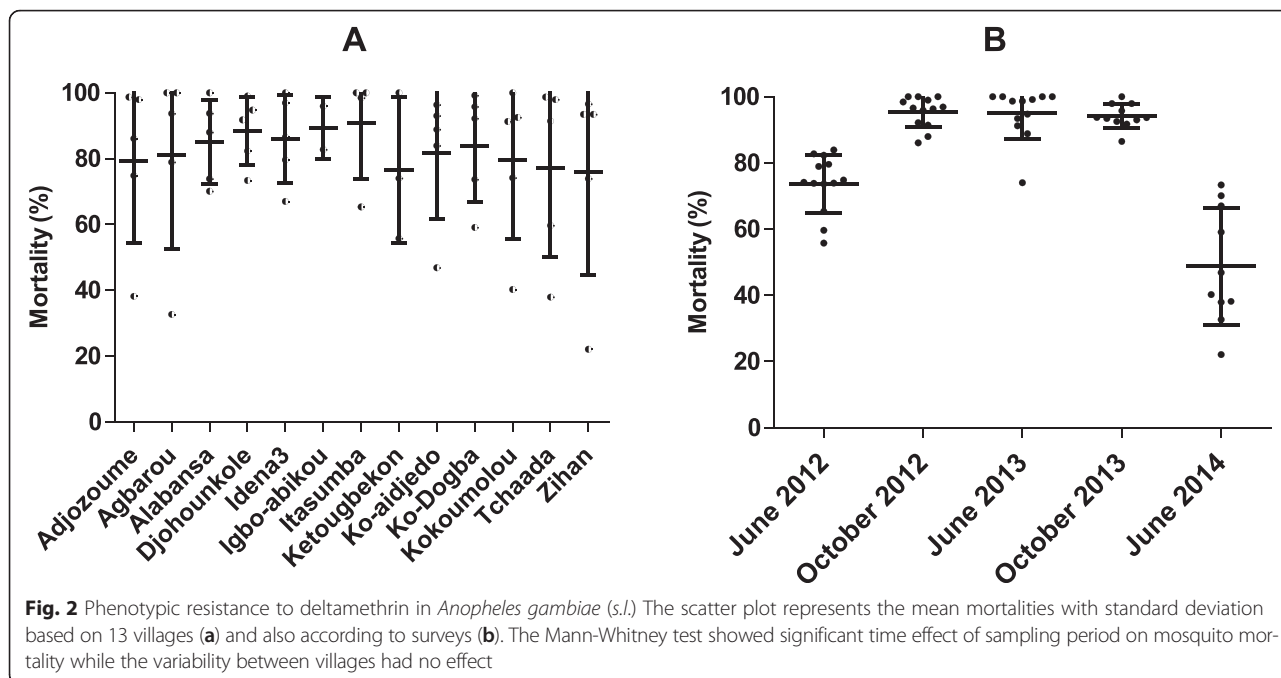 A
Mortality (%)
100
80
60
40
20
0
Adjozoume
Agbarou
Alabansa
Djohounkole
Idena3
Igbo-abikou
Itasumba
Ketougbekon
Ko-aidjedo
Ko-Dogba
Kokoumolou
Tchaada
Zihan
B
Mortality (%)
100
80
60
40
20
0
June 2012
October 2012
June 2013
October 2013
June 2014
Fig. 2 Phenotypic resistance to deltamethrin in Anopheles gambiae (s.l.) The scatter plot represents the mean mortalities with standard deviation
based on 13 villages (a) and also according to surveys (b). The Mann-Whitney test showed significant time effect of sampling period on mosquito mor-
tality while the variability between villages had no effect